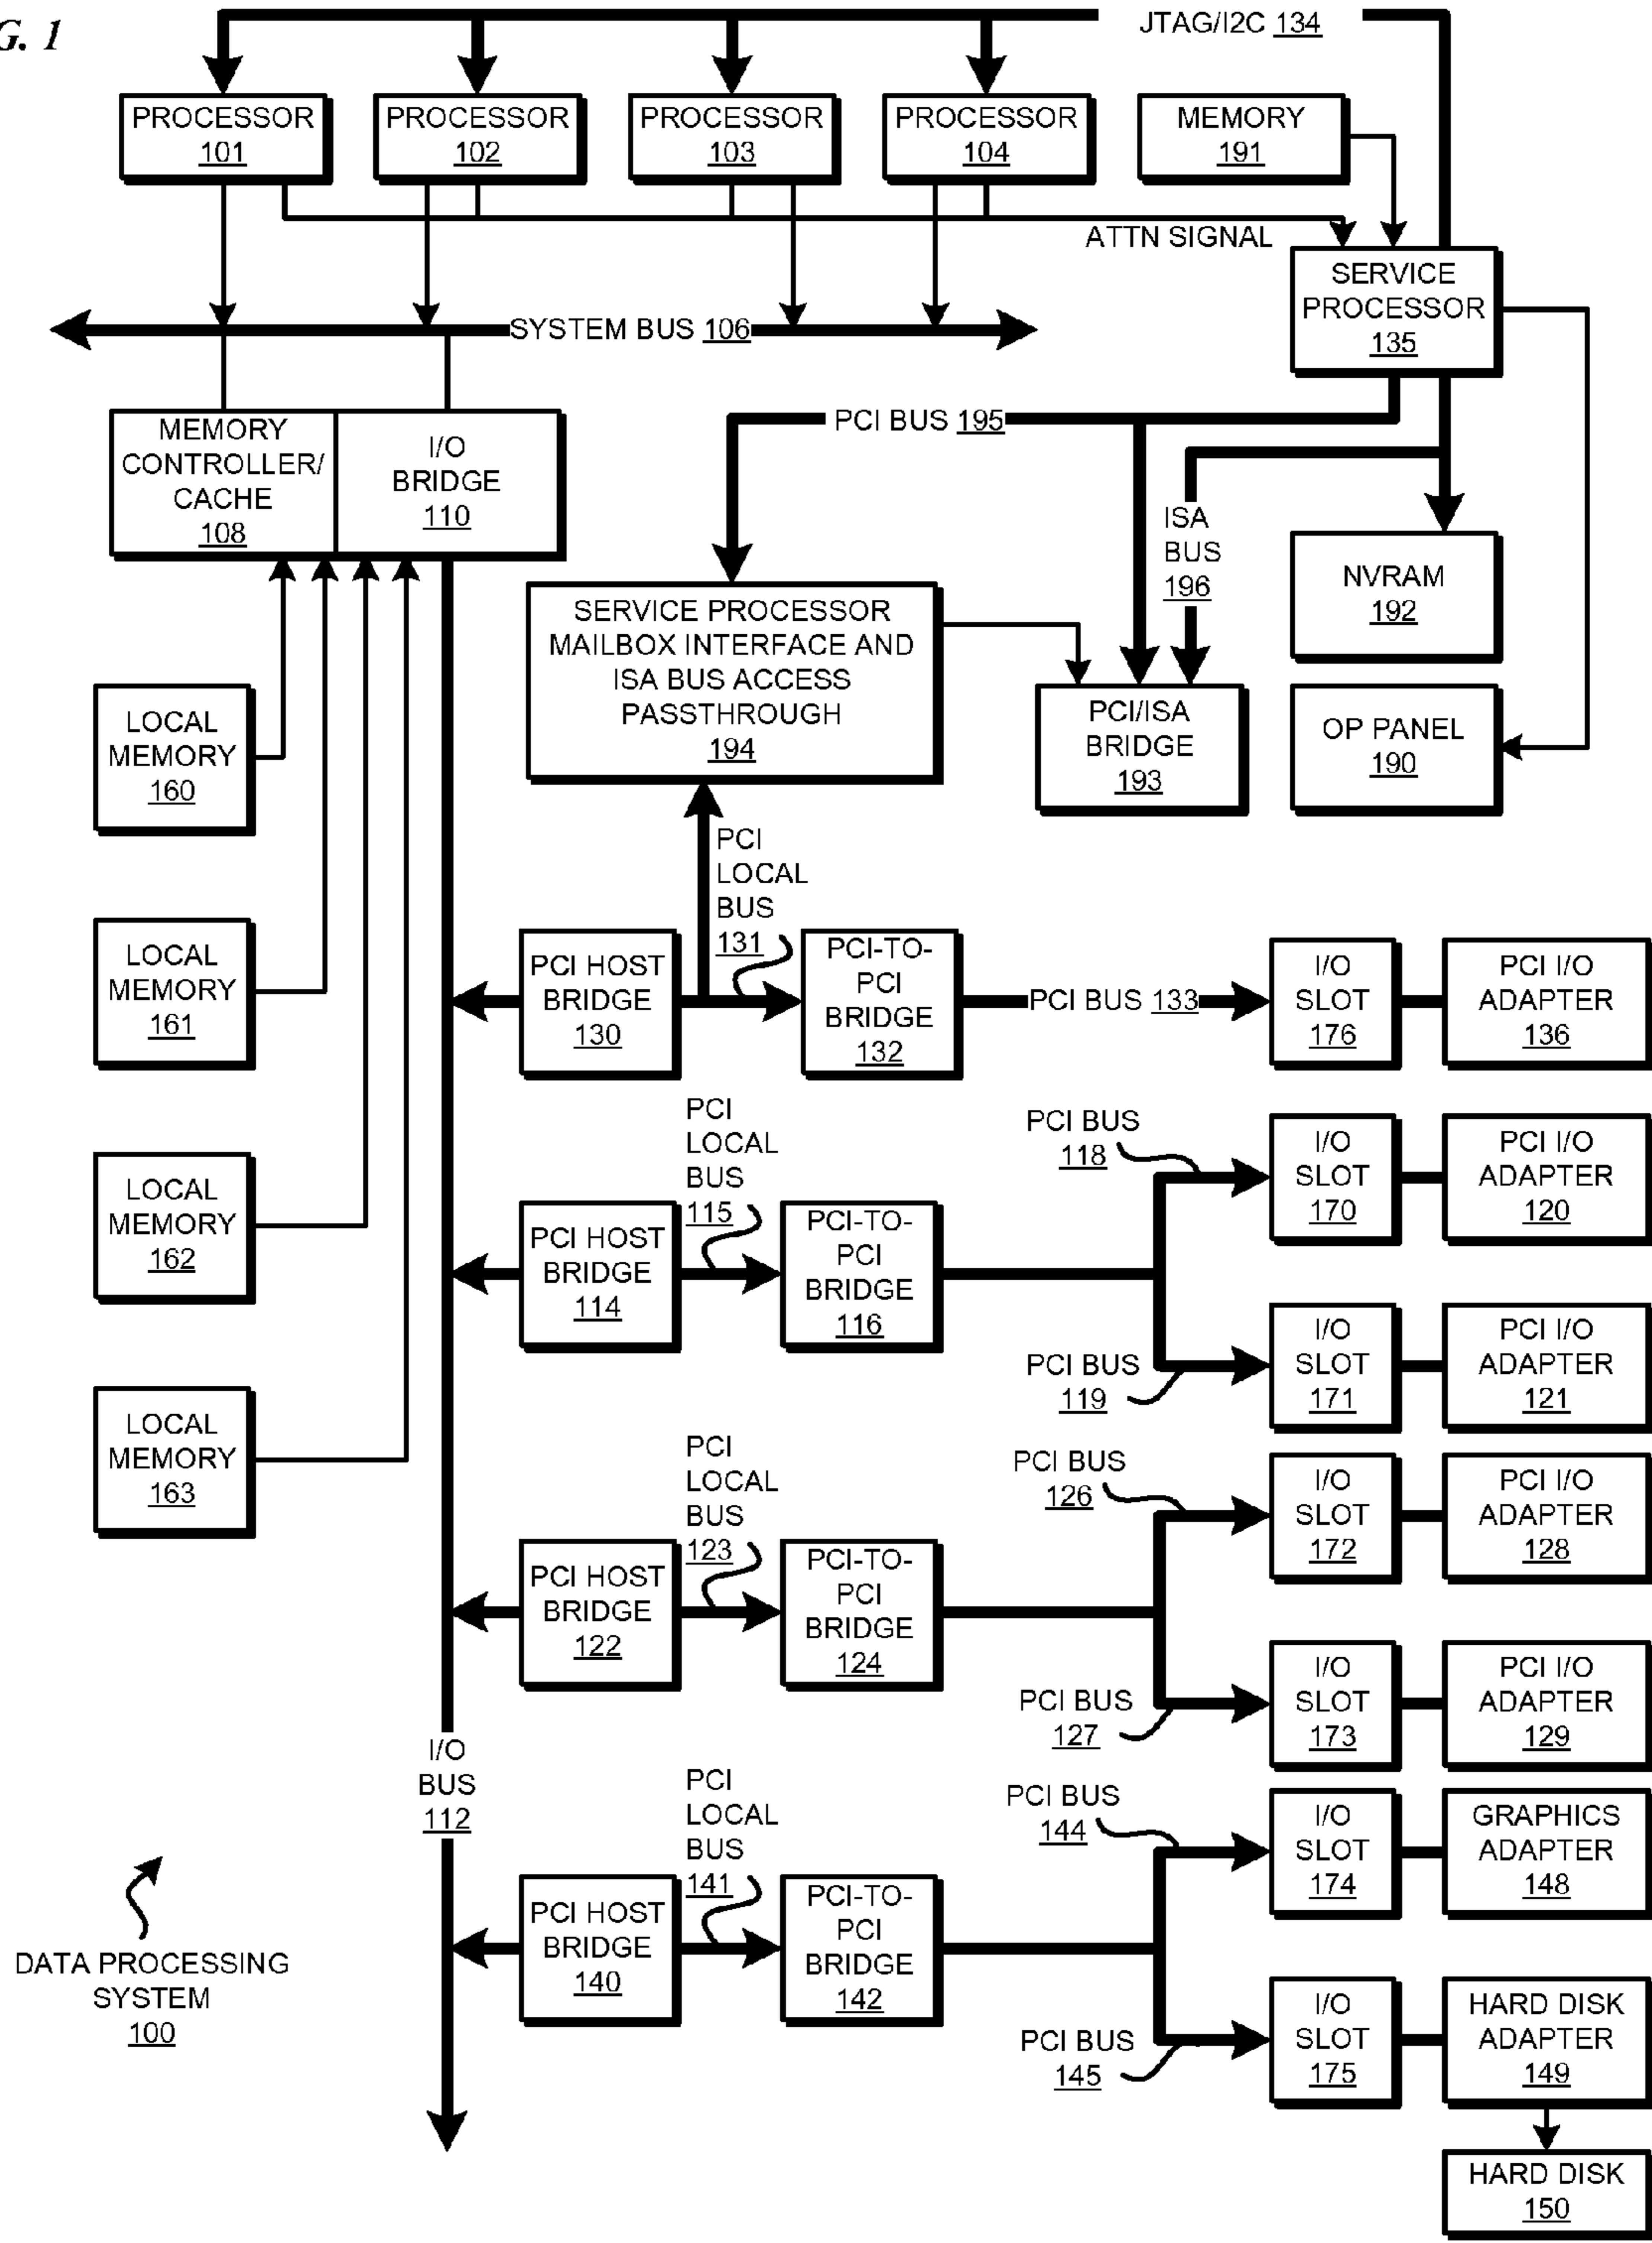 G. 1
JTAG/I2C 134
PROCESSOR
101
PROCESSOR
102
PROCESSOR
103
PROCESSOR
104
MEMORY
191
ATTN SIGNAL
SERVICE
PROCESSOR
135
SYSTEM BUS 106
MEMORY
CONTROLLER/
CACHE
108
I/O
BRIDGE
110
PCI BUS 195
ISA
BUS
196
NVRAM
192
SERVICE PROCESSOR
MAILBOX INTERFACE AND
ISA BUS ACCESS
PASSTHROUGH
194
PCI/ISA
BRIDGE
193
OP PANEL
190
LOCAL
MEMORY
160
LOCAL
MEMORY
161
LOCAL
MEMORY
162
LOCAL
MEMORY
163
PCI
LOCAL
BUS
131
PCI HOST
BRIDGE
130
PCI-TO-
PCI
BRIDGE
132
PCI BUS 133
I/O
SLOT
176
PCI I/O
ADAPTER
136
PCI
LOCAL
BUS
115
PCI HOST
BRIDGE
114
PCI-TO-
PCI
BRIDGE
116
PCI BUS
118
I/O
SLOT
170
PCI I/O
ADAPTER
120
PCI BUS
119
I/O
SLOT
171
PCI I/O
ADAPTER
121
PCI
LOCAL
BUS
123
PCI HOST
BRIDGE
122
PCI-TO-
PCI
BRIDGE
124
PCI BUS
126
I/O
SLOT
172
PCI I/O
ADAPTER
128
PCI BUS
127
I/O
SLOT
173
PCI I/O
ADAPTER
129
I/O
BUS
112
PCI
LOCAL
BUS
141
PCI HOST
BRIDGE
140
PCI-TO-
PCI
BRIDGE
142
PCI BUS
144
I/O
SLOT
174
GRAPHICS
ADAPTER
148
PCI BUS
145
I/O
SLOT
175
HARD DISK
ADAPTER
149
HARD DISK
150
DATA PROCESSING
SYSTEM
100